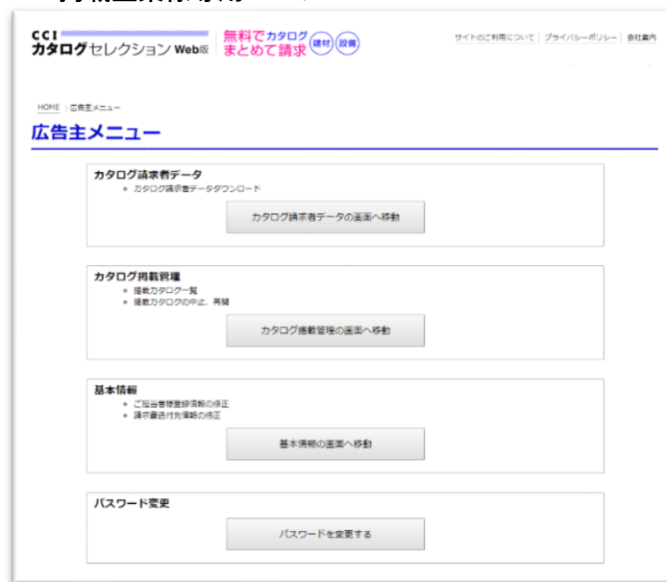 CCI
カタログセレクション Web版
無料でカタログ
まとめて請求
建材 設備
サイトのご利用について プライバシーポリシー 会社案内
HOME > 広告主メニュー
広告主メニュー
カタログ請求者データ
カタログ請求者データダウンロード
カタログ請求者データの画面へ移動
カタログ掲載管理
掲載カタログ一覧
掲載カタログの中止、再開
カタログ掲載管理の画面へ移動
基本情報
ご担当者様登録情報の修正
請求書送付先情報の修正
基本情報の画面へ移動
パスワード変更
パスワードを変更する